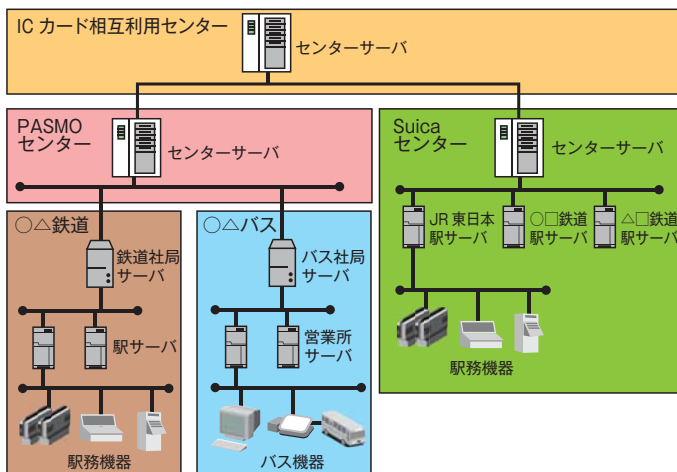 IC カード相互利用センター
センターサーバ
PASMO
センター
センターサーバ
Suica
センター
センターサーバ
JR 東日本
駅サーバ
○□鉄道
駅サーバ
△□鉄道
駅サーバ
駅務機器
○△鉄道
鉄道社局
サーバ
駅サーバ
駅務機器
○△バス
バス社局
サーバ
営業所
サーバ
バス機器